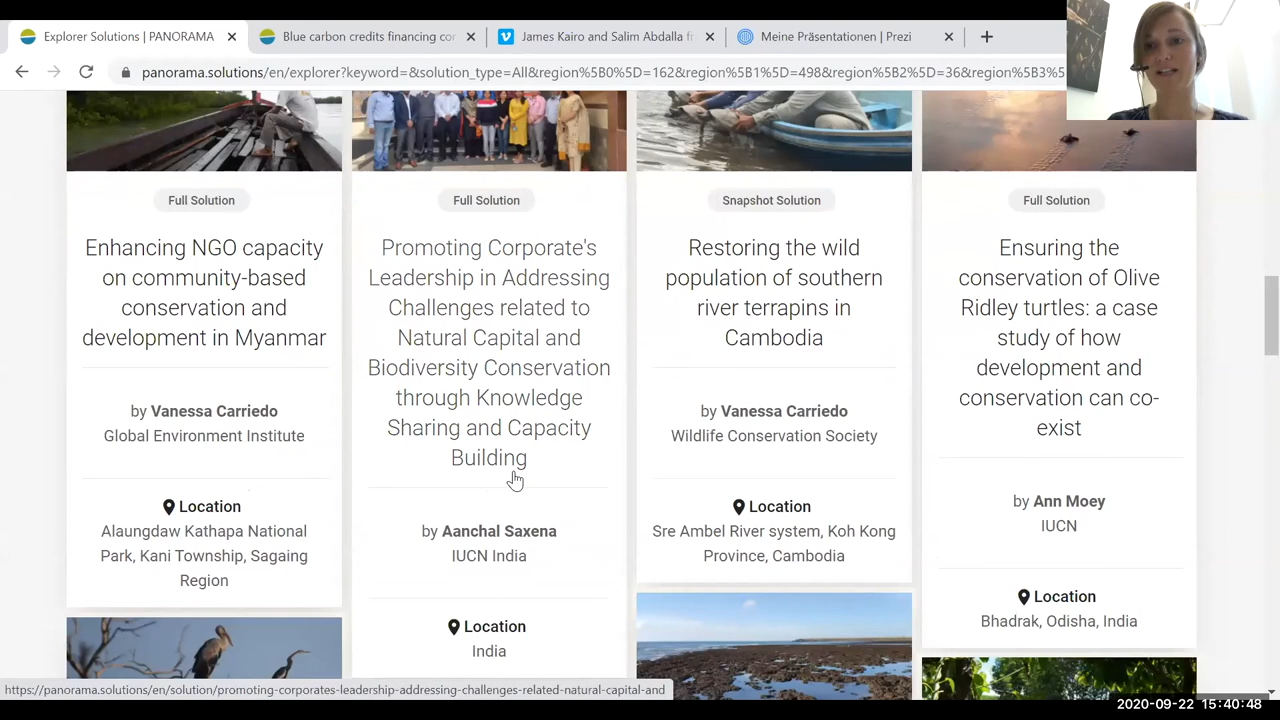 Explorer Solutions | PANORAMA
Blue carbon credits financing cor
James Kairo and Salim Abdalla fr
Meine Präsentationen | Prezi
panorama.solutions/en/explorer?keyword=&solution_type=All&region%5B0%5D=162&region%5B1%5D=498&region%5B2%5D=36&region%5B3%5
Full Solution
Enhancing NGO capacity
on community-based
conservation and
development in Myanmar
by Vanessa Carriedo
Global Environment Institute
Location
Alaungdaw Kathapa National
Park, Kani Township, Sagaing
Region
Full Solution
Promoting Corporate's
Leadership in Addressing
Challenges related to
Natural Capital and
Biodiversity Conservation
through Knowledge
Sharing and Capacity
Building
by Aanchal Saxena
IUCN India
Location
India
Snapshot Solution
Restoring the wild
population of southern
river terrapins in
Cambodia
by Vanessa Carriedo
Wildlife Conservation Society
Location
Sre Ambel River system, Koh Kong
Province, Cambodia
Full Solution
Ensuring the
conservation of Olive
Ridley turtles: a case
study of how
development and
conservation can co-
exist
by Ann Moey
IUCN
Location
Bhadrak, Odisha, India
https://panorama.solutions/en/solution/promoting-corporates-leadership-addressing-challenges-related-natural-capital-and
2020-09-22 15:40:48